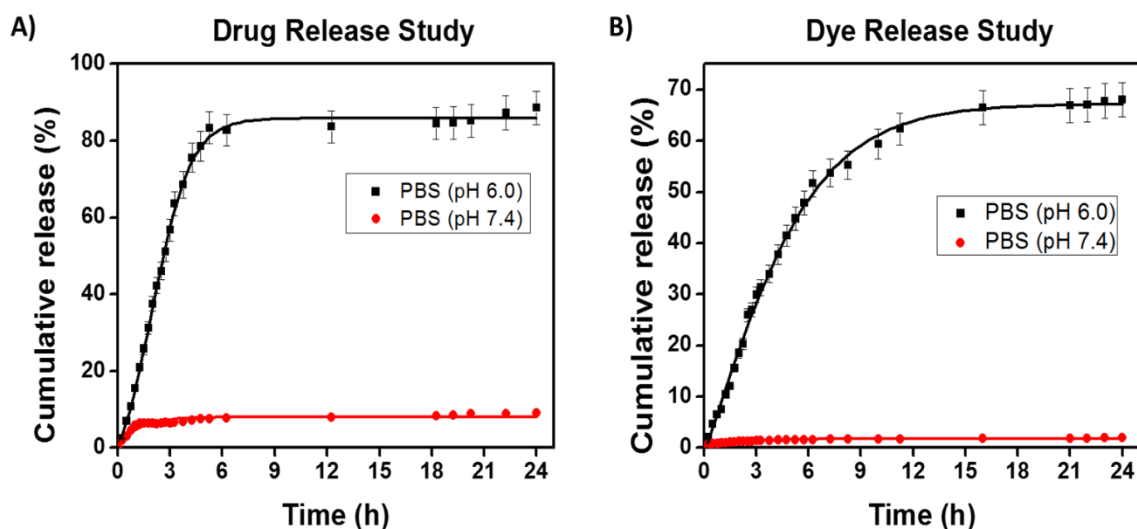 A)
Drug Release Study
Cumulative release (%)
100
80
60
40
20
0
PBS (pH 6.0)
PBS (pH 7.4)
0 3 6 9 12 15 18 21 24
Time (h)
B)
Dye Release Study
Cumulative release (%)
70
60
50
40
30
20
10
0
PBS (pH 6.0)
PBS (pH 7.4)
0 3 6 9 12 15 18 21 24
Time (h)